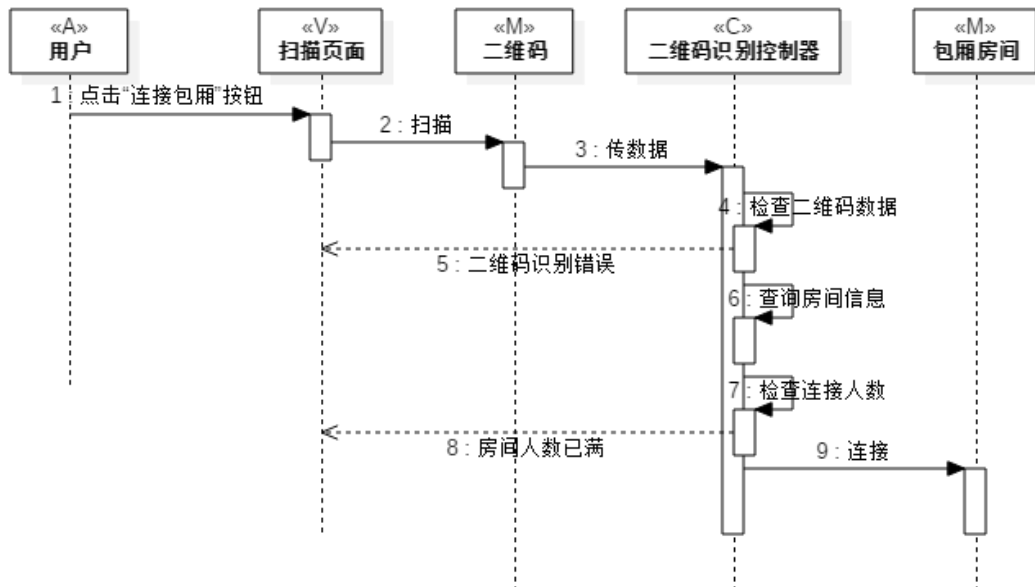 «A»
用户
«V»
扫描页面
«M»
二维码
«C»
二维码识别控制器
«M»
包厢房间
1 : 点击“连接包厢”按钮
2 : 扫描
3 : 传数据
4 : 检查二维码数据
5 : 二维码识别错误
6 : 查询房间信息
7 : 检查连接人数
8 : 房间人数已满
9 : 连接